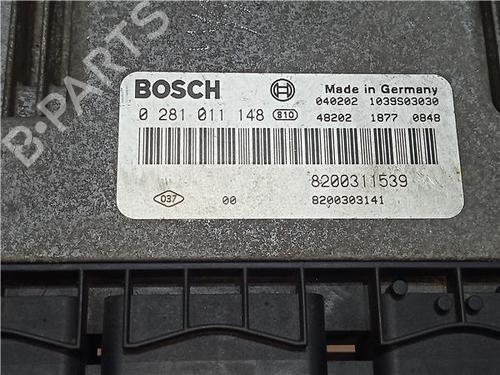 B-PARTS
BOSCH
Made in Germany
040202 1039S03030
0 281 011 148 810
48202 1877 0848
8200311539
037 00 8200303141